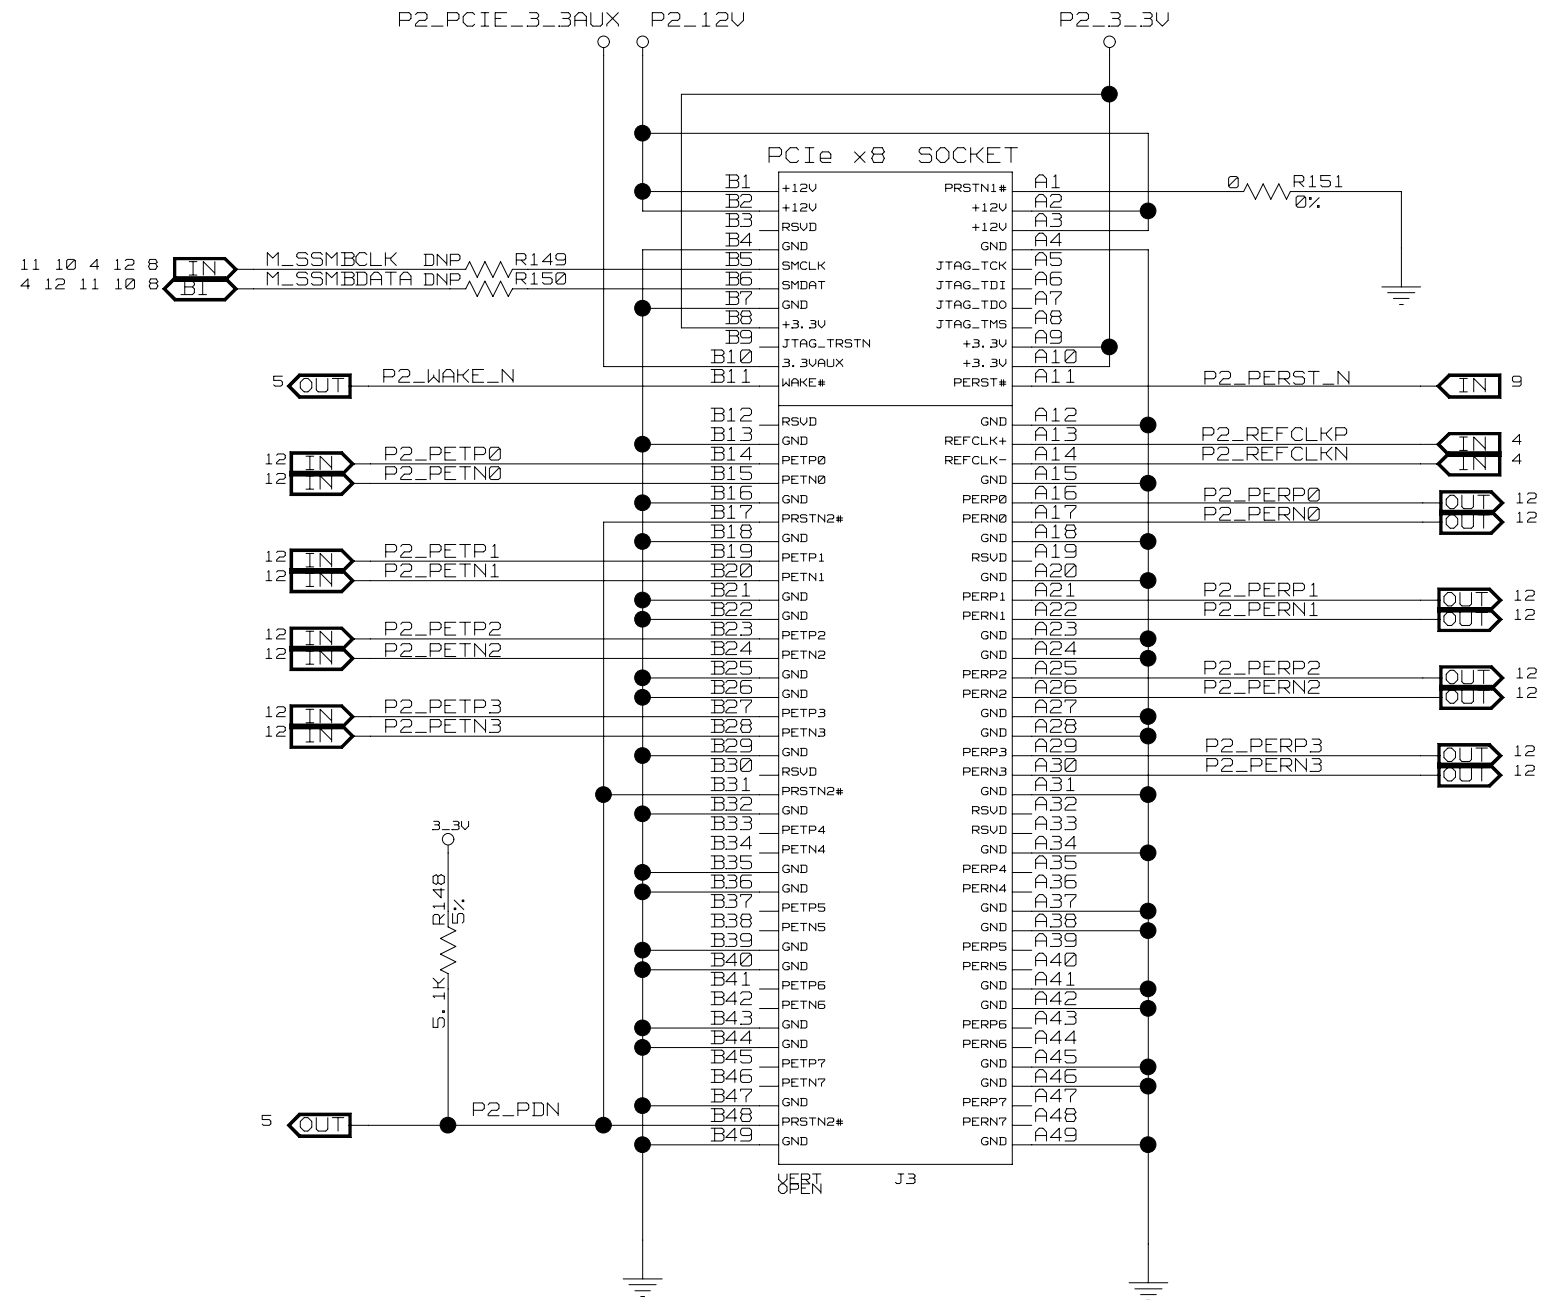 P2_PCIE_3_3AUX P2_12V P2_3_3V
PCIe x8 SOCKET
B1 +12V PRSTN1# A1 0 R151
B2 +12V +12V A2 0%
B3 RSVD +12V A3
B4 GND GND A4
11 10 4 12 8 IN M_SSMBCLK DNP R149 B5 SMCLK JTAG_TCK A5
4 12 11 10 8 BI M_SSMBDATA DNP R150 B6 SMDAT JTAG_TDI A6
B7 GND JTAG_TDO A7
B8 +3.3V JTAG_TMS A8
B9 JTAG_TRSTN +3.3V A9
B10 3.3VAUX +3.3V A10
5 OUT P2_WAKE_N B11 WAKE# PERST# A11 P2_PERST_N IN 9
B12 RSVD GND A12
B13 GND REFCLK+ A13 P2_REFCLKP IN 4
12 IN P2_PETP0 B14 PETP0 REFCLK- A14 P2_REFCLKN IN 4
12 IN P2_PETN0 B15 PETN0 GND A15
B16 GND PERP0 A16 P2_PERP0 OUT 12
B17 PRSTN2# PERN0 A17 P2_PERN0 OUT 12
B18 GND GND A18
12 IN P2_PETP1 B19 PETP1 RSVD A19
12 IN P2_PETN1 B20 PETN1 GND A20
B21 GND PERP1 A21 P2_PERP1 OUT 12
B22 GND PERN1 A22 P2_PERN1 OUT 12
12 IN P2_PETP2 B23 PETP2 GND A23
12 IN P2_PETN2 B24 PETN2 GND A24
B25 GND PERP2 A25 P2_PERP2 OUT 12
B26 GND PERN2 A26 P2_PERN2 OUT 12
12 IN P2_PETP3 B27 PETP3 GND A27
12 IN P2_PETN3 B28 PETN3 GND A28
B29 GND PERP3 A29 P2_PERP3 OUT 12
B30 RSVD PERN3 A30 P2_PERN3 OUT 12
B31 PRSTN2# GND A31
B32 GND RSVD A32
3_3V B33 PETP4 RSVD A33
B34 PETN4 GND A34
B35 GND PERP4 A35
B36 GND PERN4 A36
B37 PETP5 GND A37
B38 PETN5 GND A38
B39 GND PERP5 A39
B40 GND PERN5 A40
B41 PETP6 GND A41
B42 PETN6 GND A42
B43 GND PERP6 A43
B44 GND PERN6 A44
B45 PETP7 GND A45
B46 PETN7 GND A46
B47 GND PERP7 A47
5 OUT P2_PDN B48 PRSTN2# PERN7 A48
B49 GND GND A49
5.1K R148
5%
VERT J3
OPEN